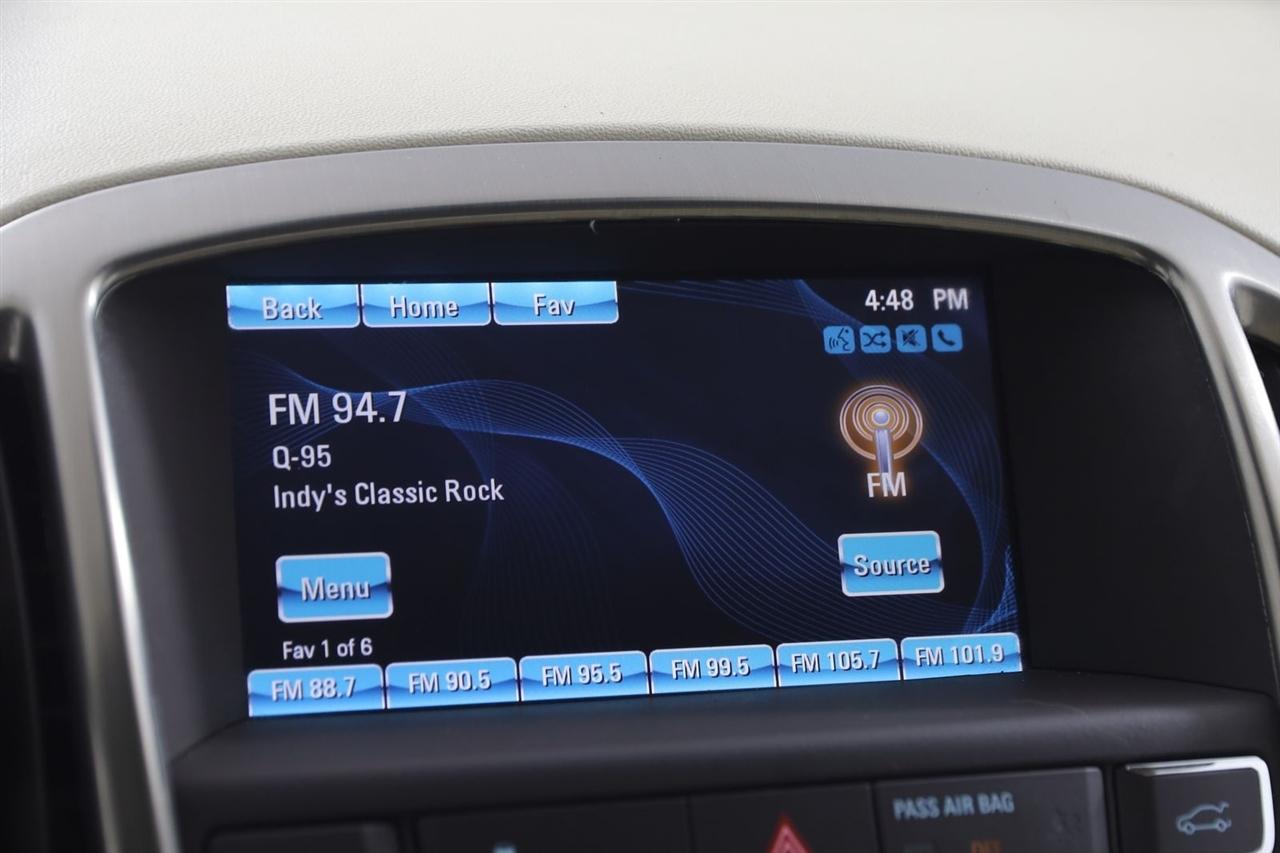 Back Home Fav 4:48 PM
FM 94.7
Q-95
Indy's Classic Rock
FM
Menu Source
Fav 1 of 6
FM 88.7 FM 90.5 FM 95.5 FM 99.5 FM 105.7 FM 101.9
PASS AIR BAG
OFF